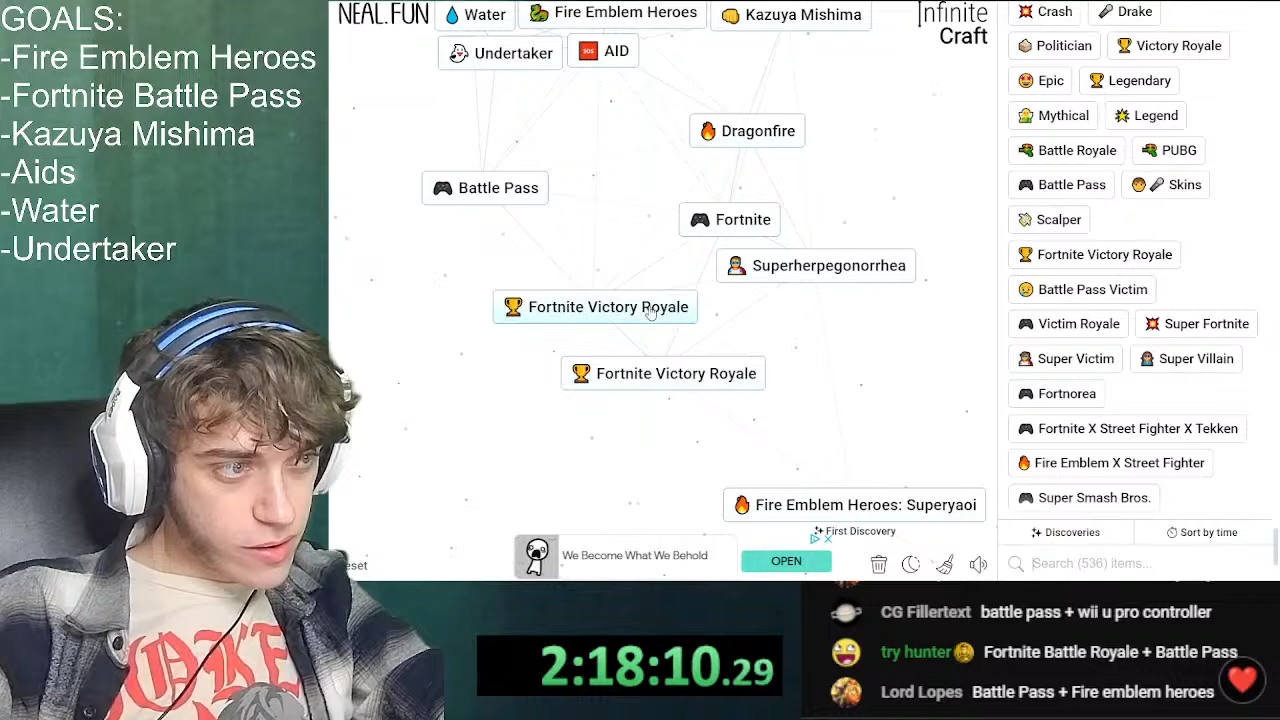 GOALS:
-Fire Emblem Heroes
-Fortnite Battle Pass
-Kazuya Mishima
-Aids
-Water
-Undertaker
NEAL.FUN
Water
Fire Emblem Heroes
Kazuya Mishima
Infinite
Craft
Undertaker
SOS AID
Dragonfire
Battle Pass
Fortnite
Superherpegonorrhea
Fortnite Victory Royale
Fortnite Victory Royale
Fire Emblem Heroes: Superyaoi
First Discovery
We Become What We Behold
OPEN
eset
Crash
Drake
Politician
Victory Royale
Epic
Legendary
Mythical
Legend
Battle Royale
PUBG
Battle Pass
Skins
Scalper
Fortnite Victory Royale
Battle Pass Victim
Victim Royale
Super Fortnite
Super Victim
Super Villain
Fortnorea
Fortnite X Street Fighter X Tekken
Fire Emblem X Street Fighter
Super Smash Bros.
Discoveries
Sort by time
Search (536) items...
2:18:10.29
CG Fillertext battle pass + wii u pro controller
try hunter Fortnite Battle Royale + Battle Pass
Lord Lopes Battle Pass + Fire emblem heroes